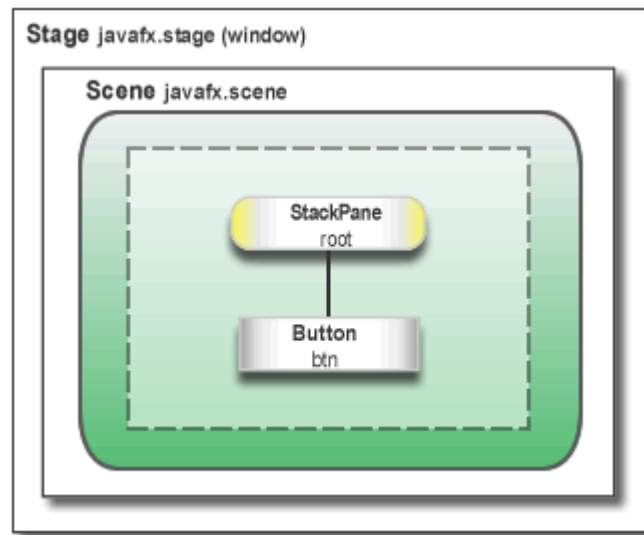 Stage javafx.stage (window)
Scene javafx.scene
StackPane
root
Button
btn